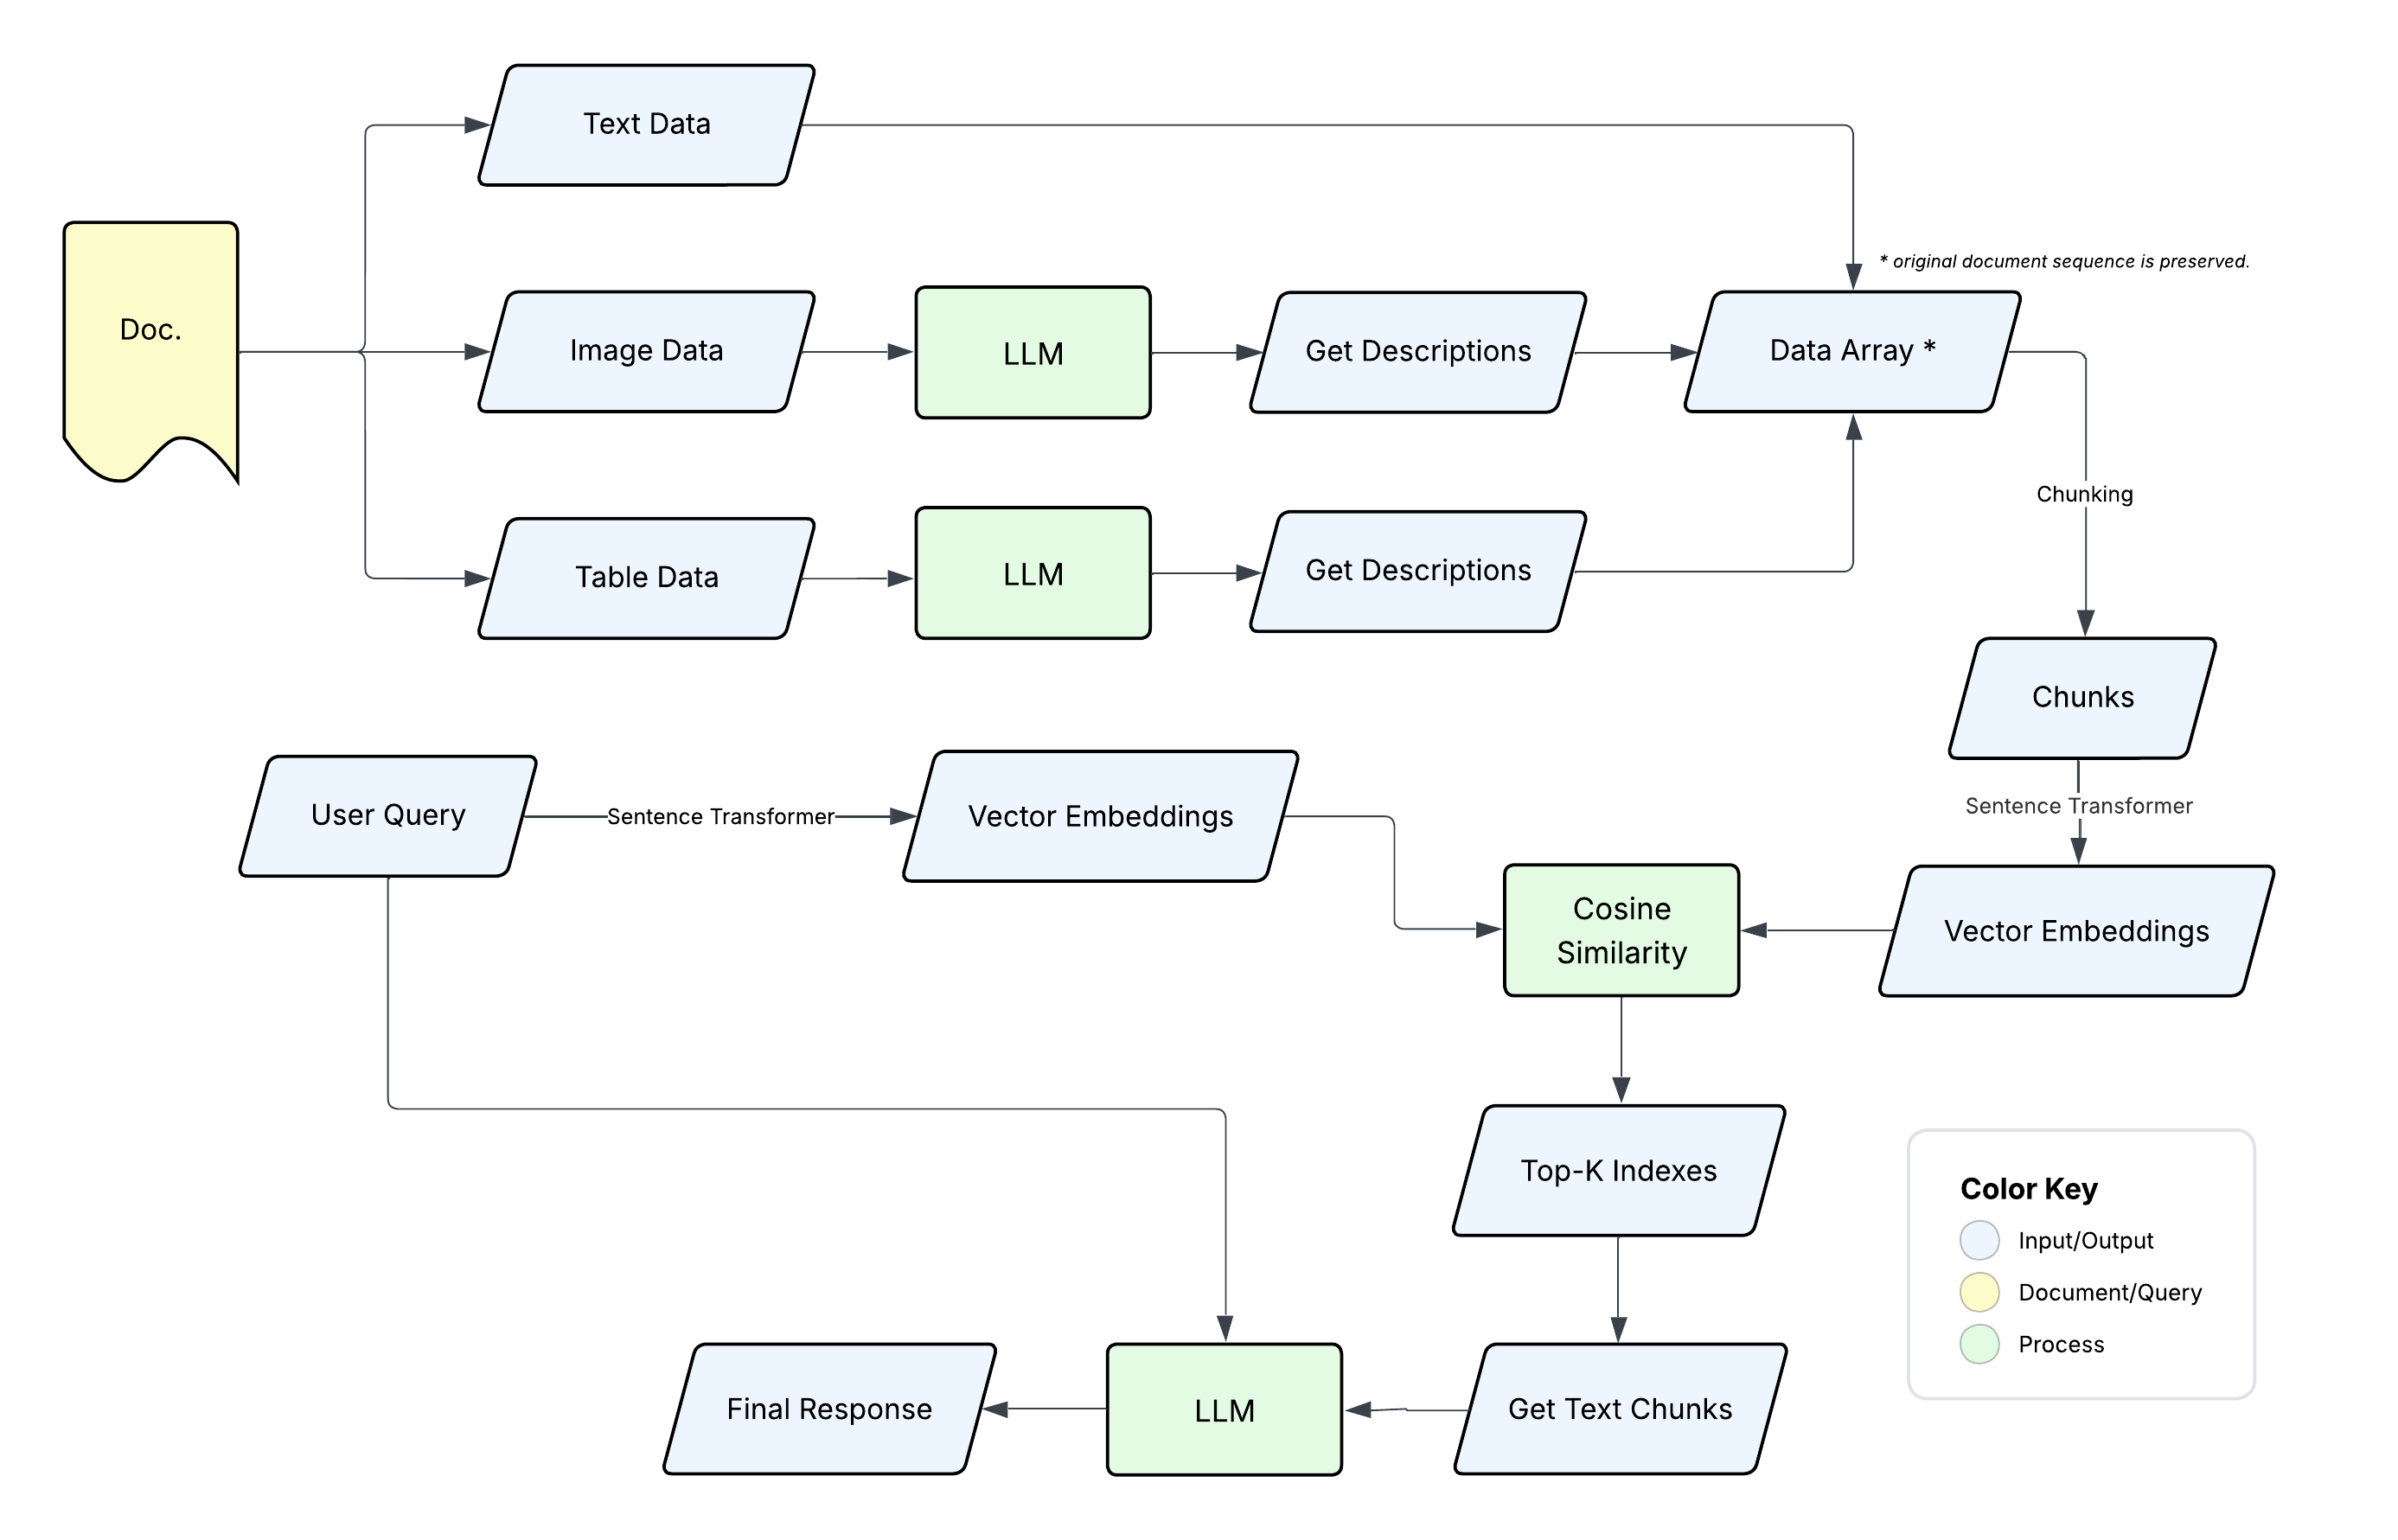 Text Data
* original document sequence is preserved.
Doc.
Image Data
LLM
Get Descriptions
Data Array *
Chunking
Table Data
LLM
Get Descriptions
Chunks
User Query
Sentence Transformer
Vector Embeddings
Sentence Transformer
Cosine
Similarity
Vector Embeddings
Top-K Indexes
Color Key
Input/Output
Document/Query
Process
Final Response
LLM
Get Text Chunks